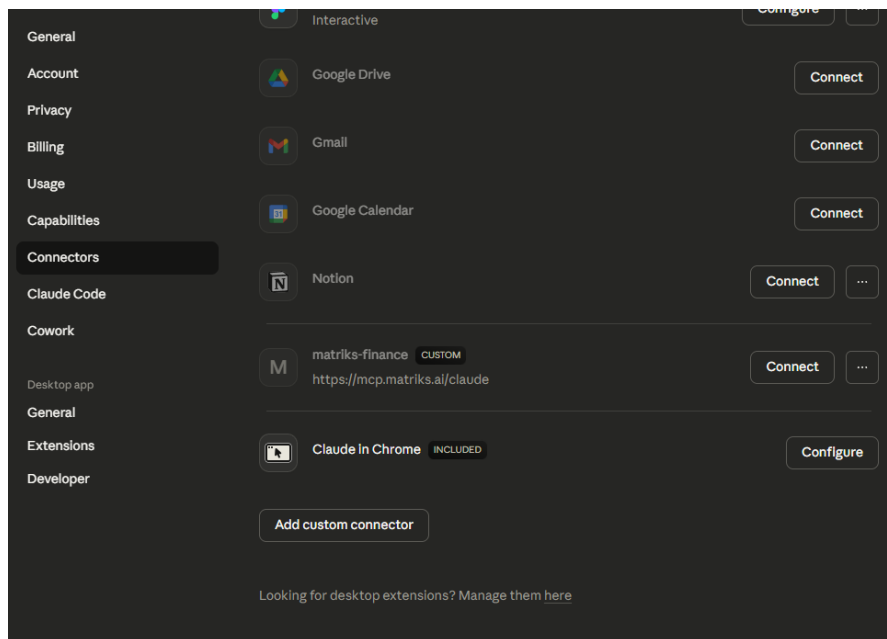 General
Account
Privacy
Billing
Usage
Capabilities
Connectors
Claude Code
Cowork
Desktop app
General
Extensions
Developer
Interactive
Configure
...
Google Drive
Connect
Gmail
Connect
31
Google Calendar
Connect
N
Notion
Connect
...
M
matriks-finance CUSTOM
https://mcp.matriks.ai/claude
Connect
...
Claude in Chrome INCLUDED
Configure
Add custom connector
Looking for desktop extensions? Manage them here